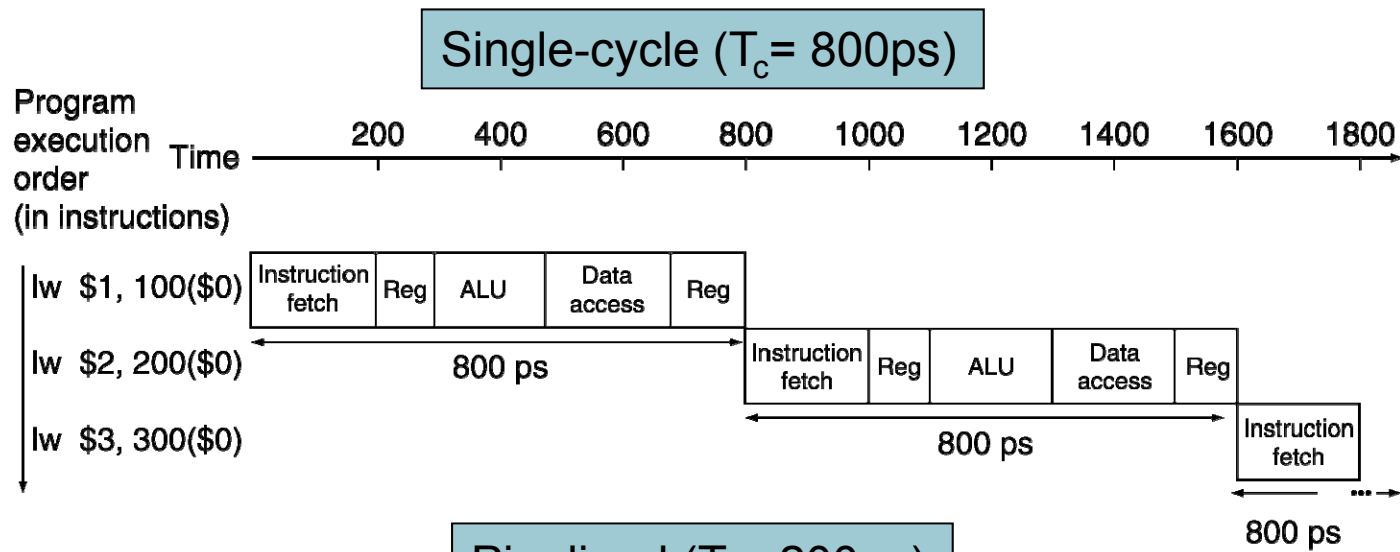 Single-cycle (Tc= 800ps)
Program
execution
order
(in instructions)
Time
200 400 600 800 1000 1200 1400 1600 1800
lw $1, 100($0)
Instruction
fetch
Reg
ALU
Data
access
Reg
800 ps
lw $2, 200($0)
Instruction
fetch
Reg
ALU
Data
access
Reg
800 ps
lw $3, 300($0)
Instruction
fetch
...
800 ps